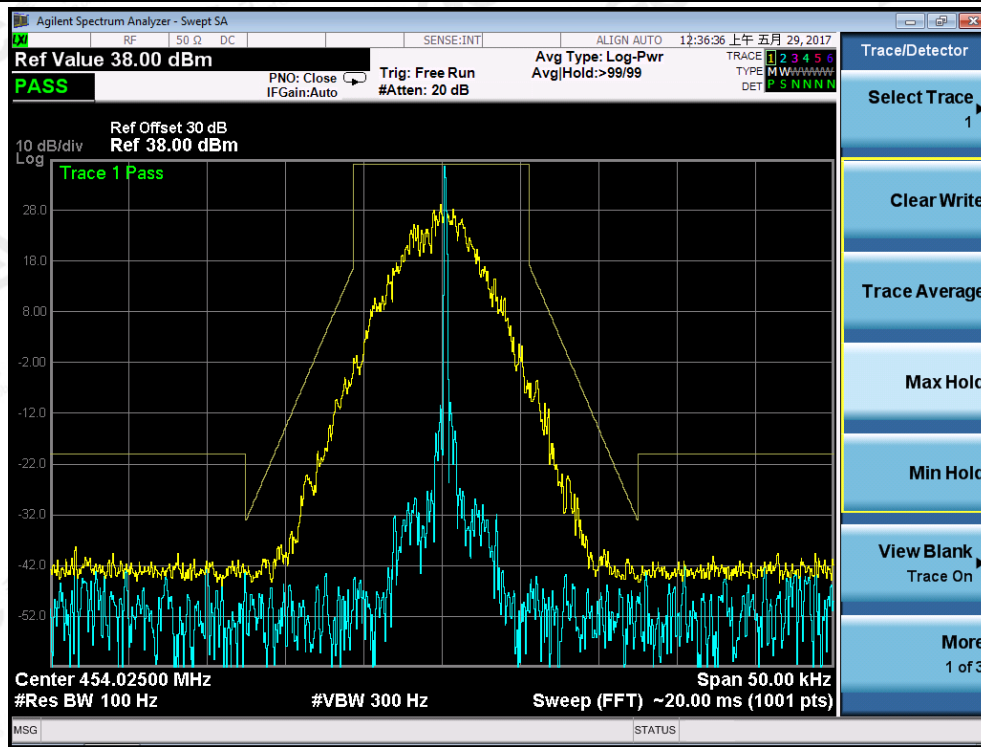 Agilent Spectrum Analyzer - Swept SA
LXI RF 50 Ω DC SENSE:INT ALIGN AUTO 12:36:36 上午 五月 29, 2017
Ref Value 38.00 dBm
PASS
PNO: Close
IFGain:Auto
Trig: Free Run
#Atten: 20 dB
Avg Type: Log-Pwr
Avg|Hold:>99/99
TRACE 1 2 3 4 5 6
TYPE M W
DET P S N N N N
Ref Offset 30 dB
10 dB/div Ref 38.00 dBm
Log
Trace 1 Pass
28.0
18.0
8.00
-2.00
-12.0
-22.0
-32.0
-42.0
-52.0
Center 454.02500 MHz Span 50.00 kHz
#Res BW 100 Hz #VBW 300 Hz Sweep (FFT) ~20.00 ms (1001 pts)
MSG STATUS
Trace/Detector
Select Trace
1
Clear Write
Trace Average
Max Hold
Min Hold
View Blank
Trace On
More
1 of 3